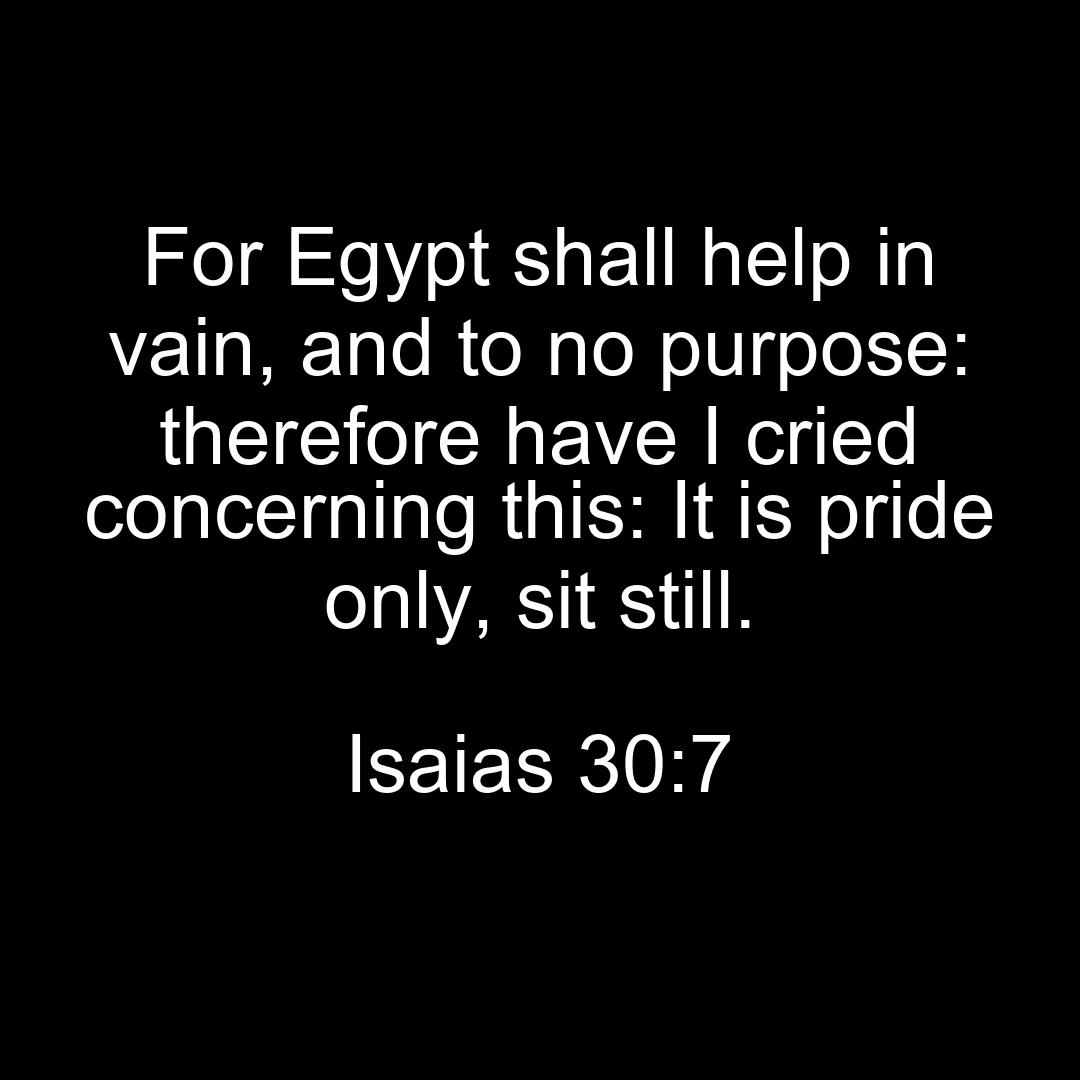 For Egypt shall help in
vain, and to no purpose:
therefore have I cried
concerning this: It is pride
only, sit still.
Isaias 30:7